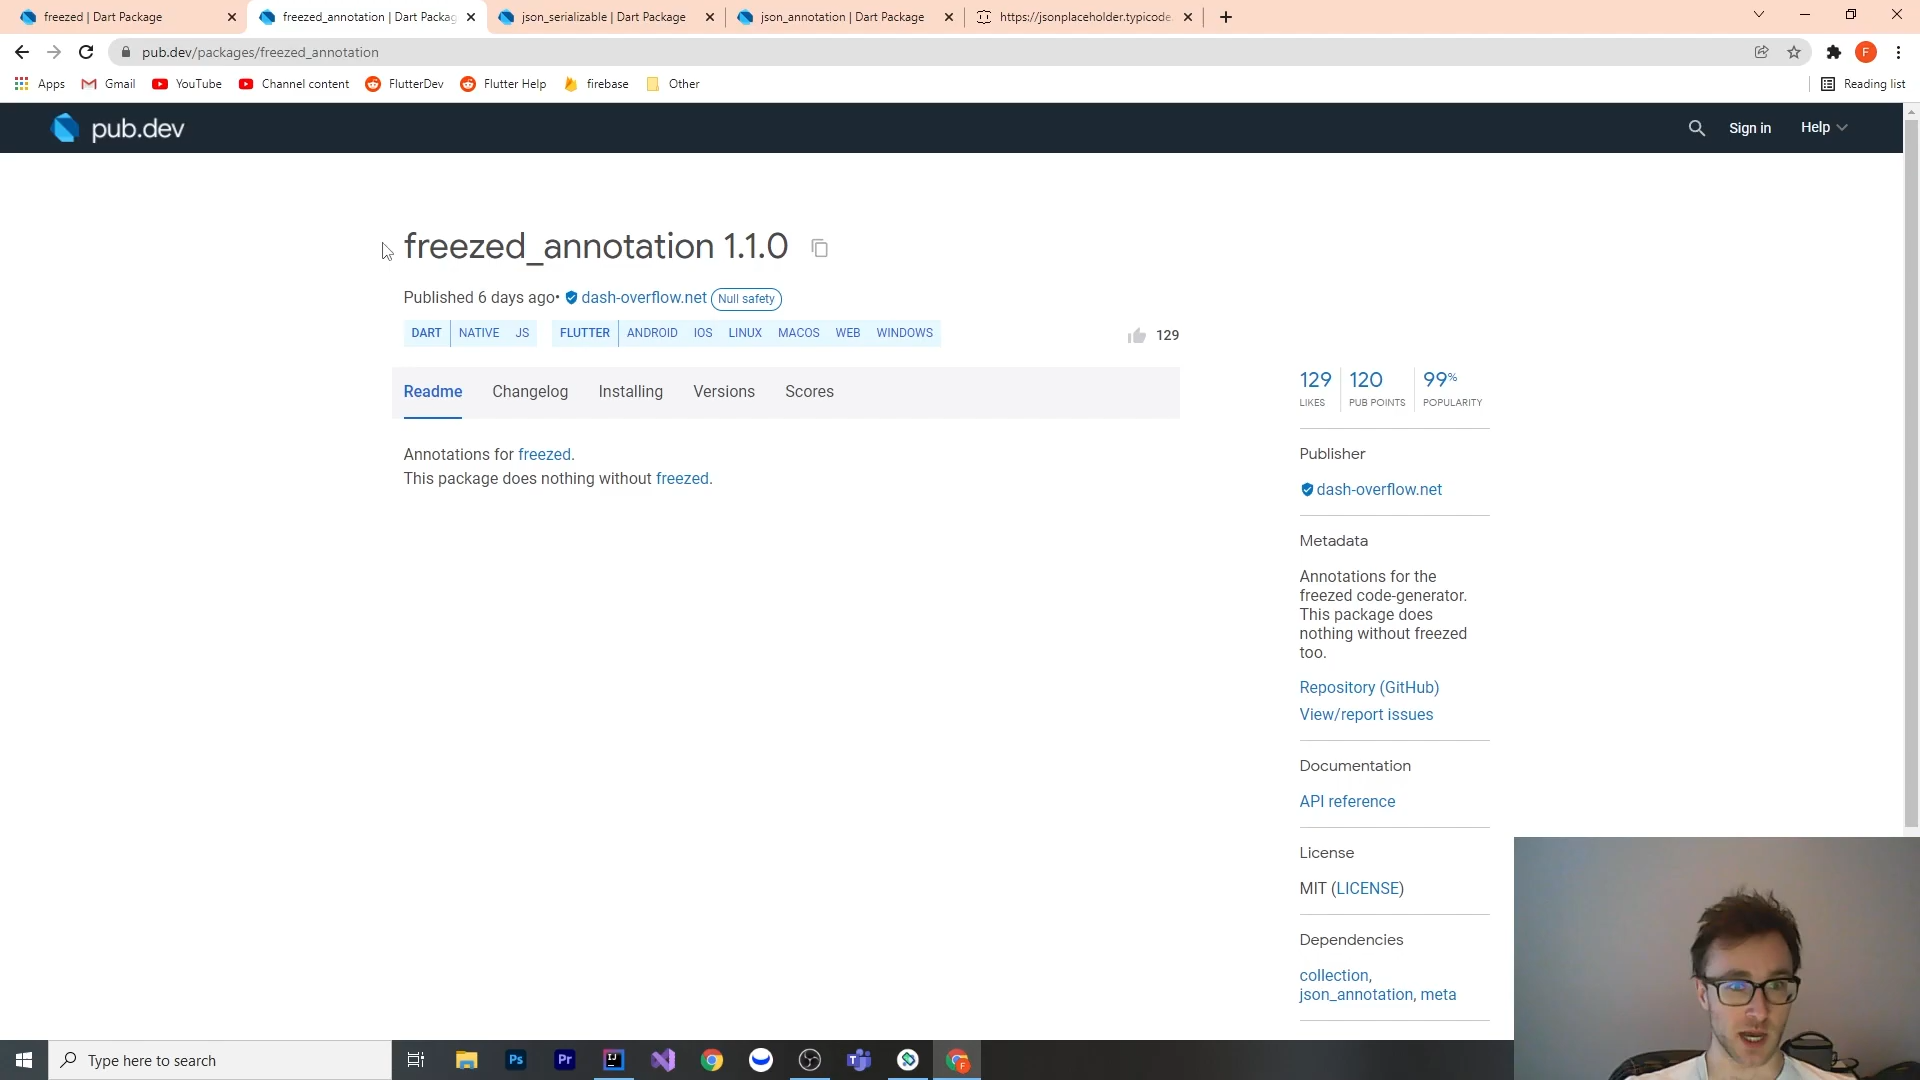 freezed | Dart Package
freezed_annotation | Dart Packag
json_serializable | Dart Package
json_annotation | Dart Package
https://jsonplaceholder.typicode.
pub.dev/packages/freezed_annotation
F
Apps
Gmail
YouTube
Channel content
FlutterDev
Flutter Help
firebase
Other
Reading list
pub.dev
Sign in
Help
freezed_annotation 1.1.0
Published 6 days ago• dash-overflow.net Null safety
DART NATIVE JS FLUTTER ANDROID IOS LINUX MACOS WEB WINDOWS
129
Readme Changelog Installing Versions Scores
Annotations for freezed.
This package does nothing without freezed.
129 120 99%
LIKES PUB POINTS POPULARITY
Publisher
dash-overflow.net
Metadata
Annotations for the
freezed code-generator.
This package does
nothing without freezed
too.
Repository (GitHub)
View/report issues
Documentation
API reference
License
MIT (LICENSE)
Dependencies
collection,
json_annotation, meta
Type here to search
Ps
Pr
IJ